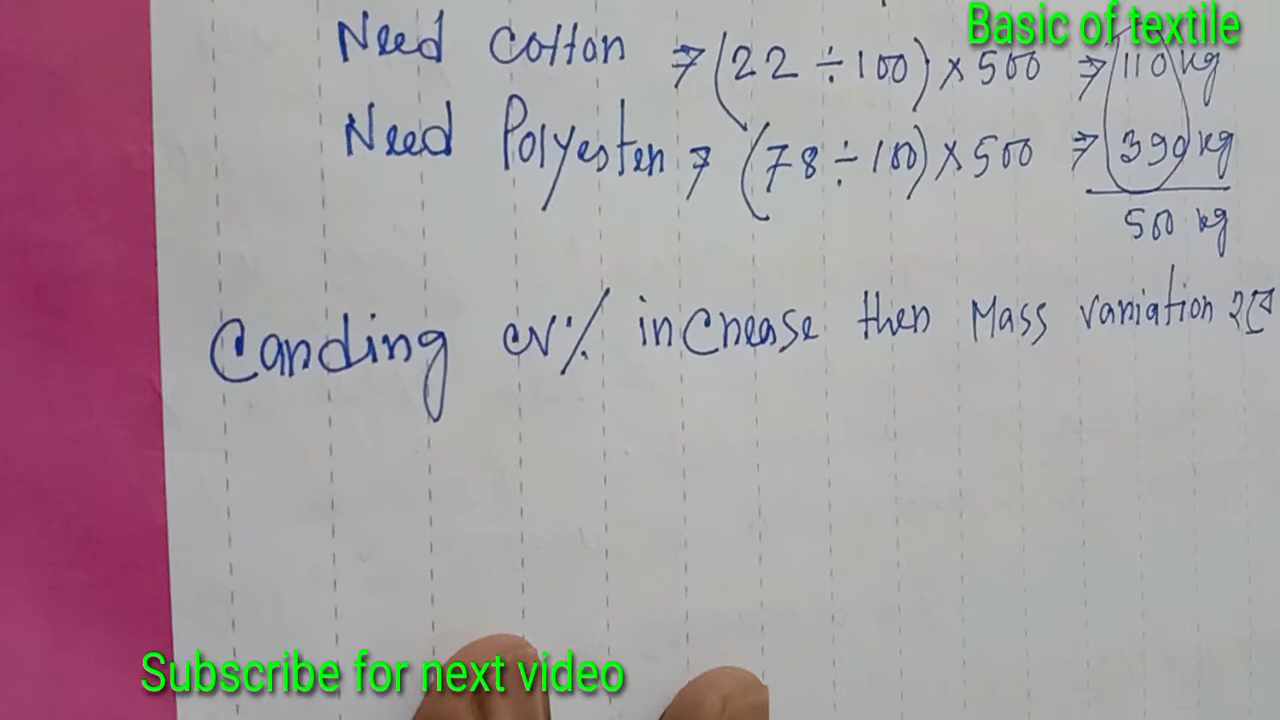 Basic of textile
Need Cotton ⇒ (22 ÷ 100) × 500 ⇒ 110 kg
Need Polyester ⇒ (78 ÷ 100) × 500 ⇒ 390 kg
500 kg
Carding CV% increase then Mass variation হবে
Subscribe for next video